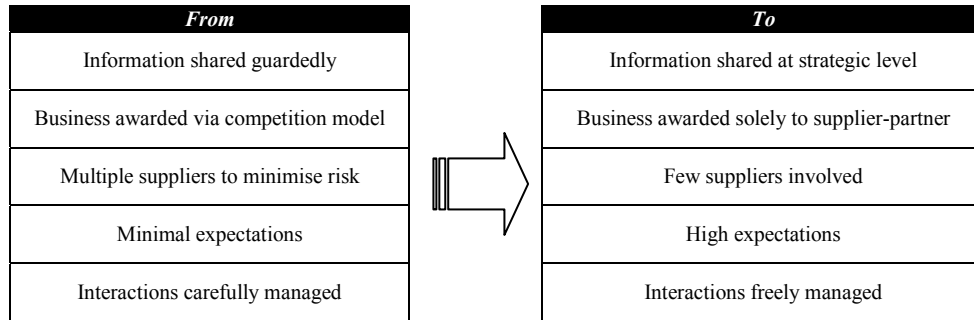 From
To
Information shared guardedly
Information shared at strategic level
Business awarded via competition model
Business awarded solely to supplier-partner
Multiple suppliers to minimise risk
Few suppliers involved
Minimal expectations
High expectations
Interactions carefully managed
Interactions freely managed